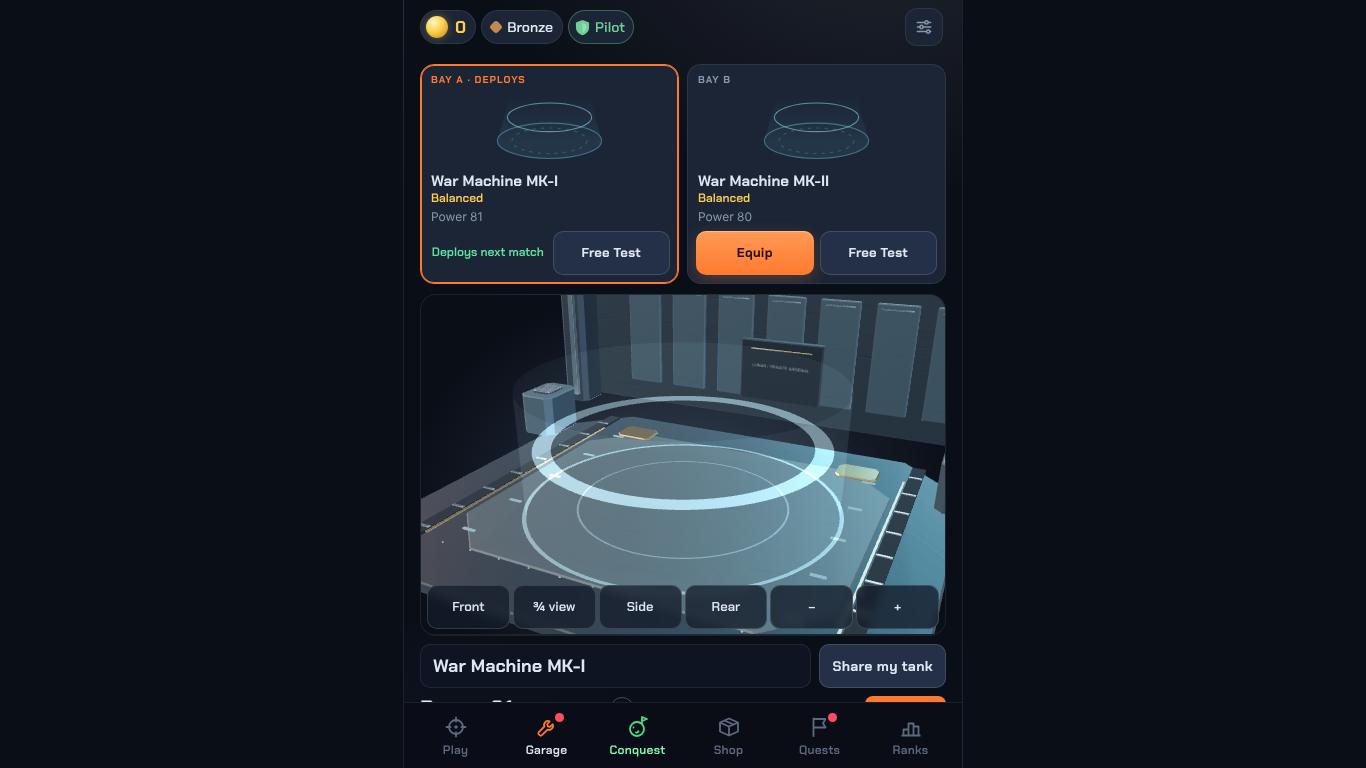 0
Bronze
Pilot
BAY A · DEPLOYS
War Machine MK-I
Balanced
Power 81
Deploys next match
Free Test
BAY B
War Machine MK-II
Balanced
Power 80
Equip
Free Test
Front
¾ view
Side
Rear
−
+
War Machine MK-I
Share my tank
Play
Garage
Conquest
Shop
Quests
Ranks